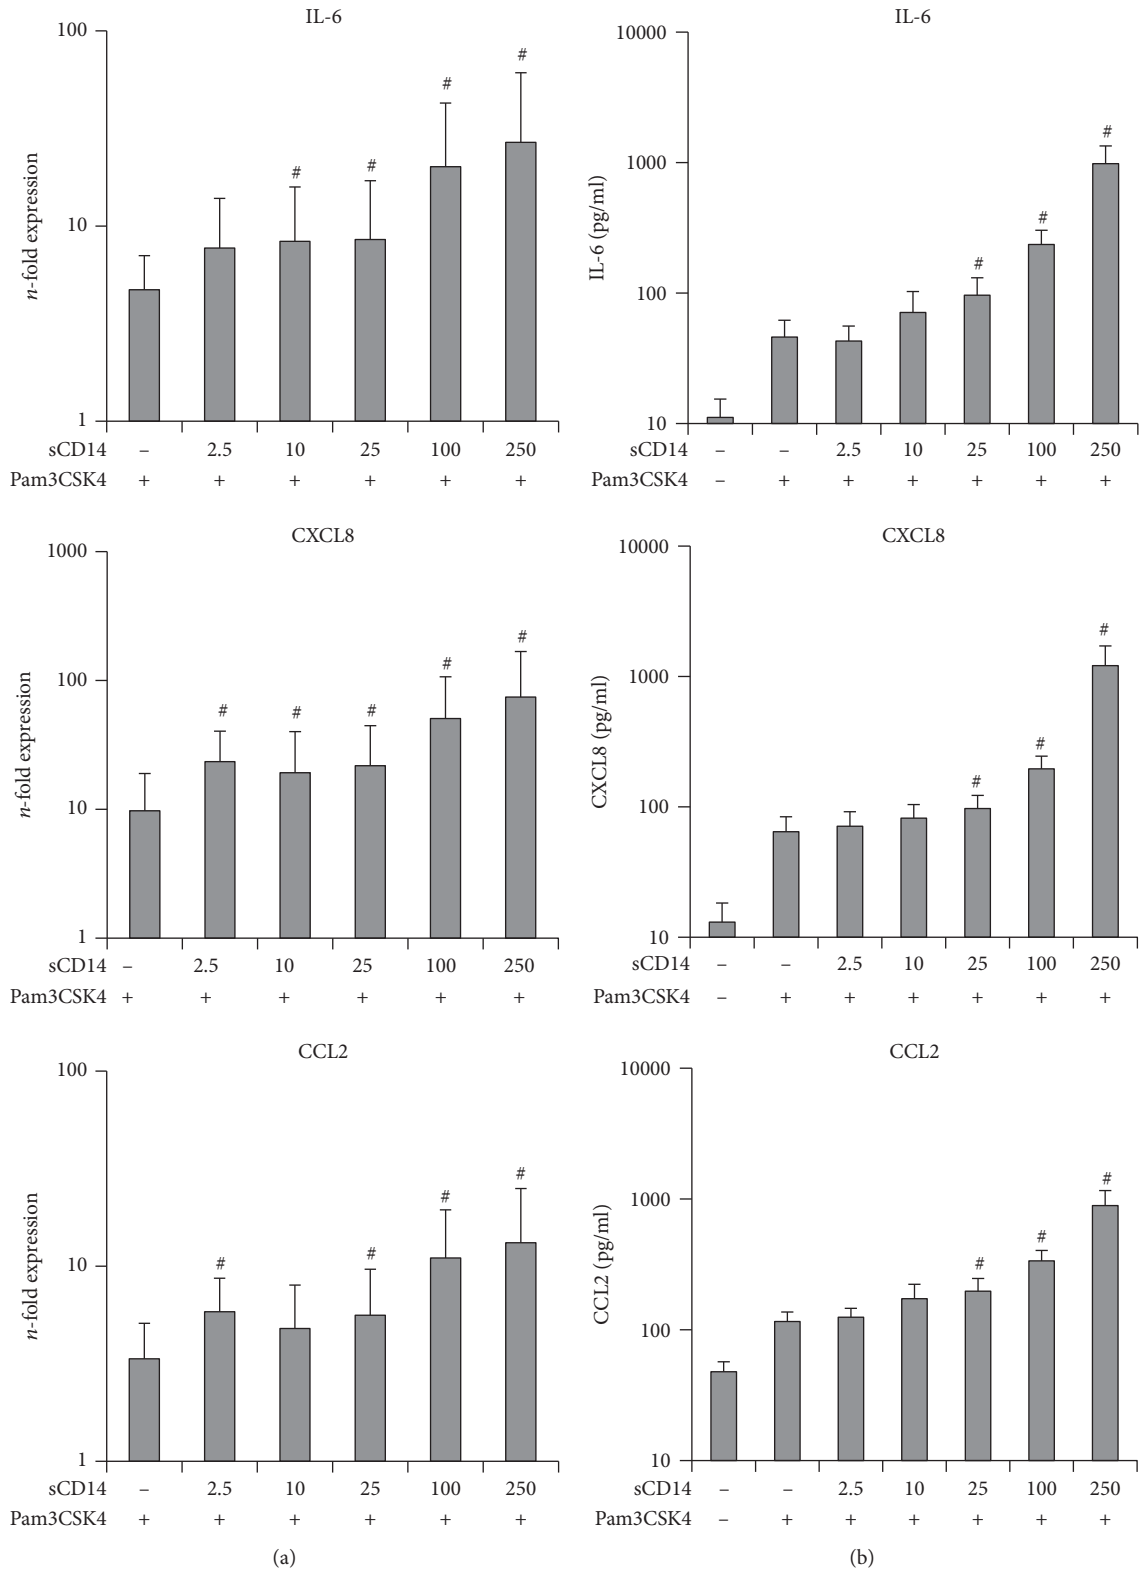 IL-6
100
10
1
n-fold expression
# # # #
sCD14 – 2.5 10 25 100 250
Pam3CSK4 + + + + + +
IL-6
10000
1000
100
10
IL-6 (pg/ml)
# # #
sCD14 – – 2.5 10 25 100 250
Pam3CSK4 – + + + + + +
CXCL8
1000
100
10
1
n-fold expression
# # # # #
sCD14 – 2.5 10 25 100 250
Pam3CSK4 + + + + + +
CXCL8
10000
1000
100
10
CXCL8 (pg/ml)
# # #
sCD14 – – 2.5 10 25 100 250
Pam3CSK4 – + + + + + +
CCL2
100
10
1
n-fold expression
# # # #
sCD14 – 2.5 10 25 100 250
Pam3CSK4 + + + + + +
(a)
CCL2
10000
1000
100
10
CCL2 (pg/ml)
# # #
sCD14 – – 2.5 10 25 100 250
Pam3CSK4 – + + + + + +
(b)